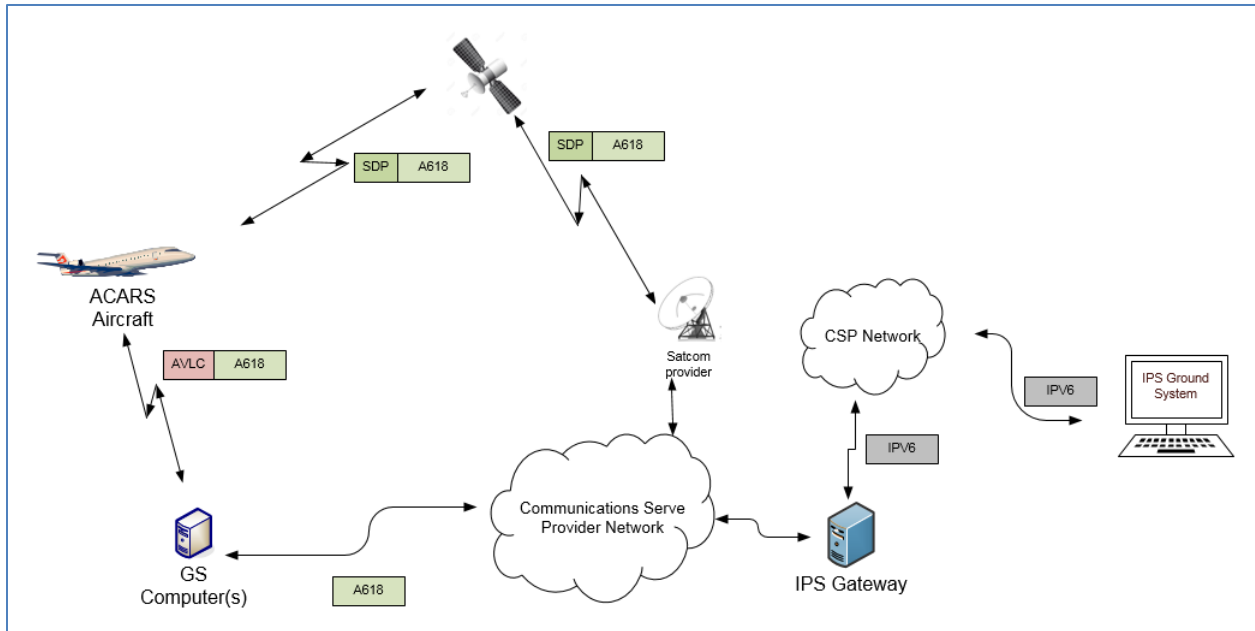 SDP A618
SDP A618
ACARS
Aircraft
AVLC A618
Satcom
provider
CSP Network
IPV6
IPS Ground
System
IPV6
Communications Serve
Provider Network
GS
Computer(s)
A618
IPS Gateway